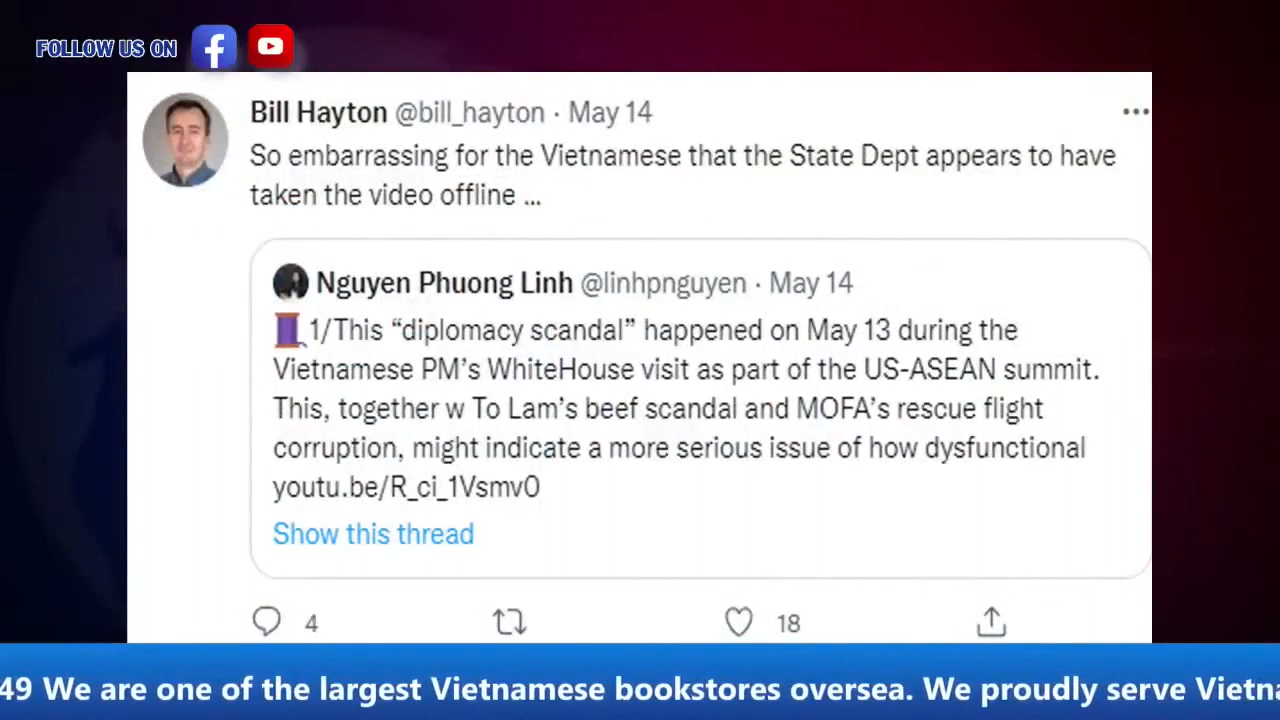 FOLLOW US ON
Bill Hayton @bill_hayton · May 14
So embarrassing for the Vietnamese that the State Dept appears to have
taken the video offline ...
Nguyen Phuong Linh @linhpnguyen · May 14
1/This “diplomacy scandal” happened on May 13 during the
Vietnamese PM’s WhiteHouse visit as part of the US-ASEAN summit.
This, together w To Lam’s beef scandal and MOFA’s rescue flight
corruption, might indicate a more serious issue of how dysfunctional
youtu.be/R_ci_1Vsmv0
Show this thread
4
18
49 We are one of the largest Vietnamese bookstores oversea. We proudly serve Vietna